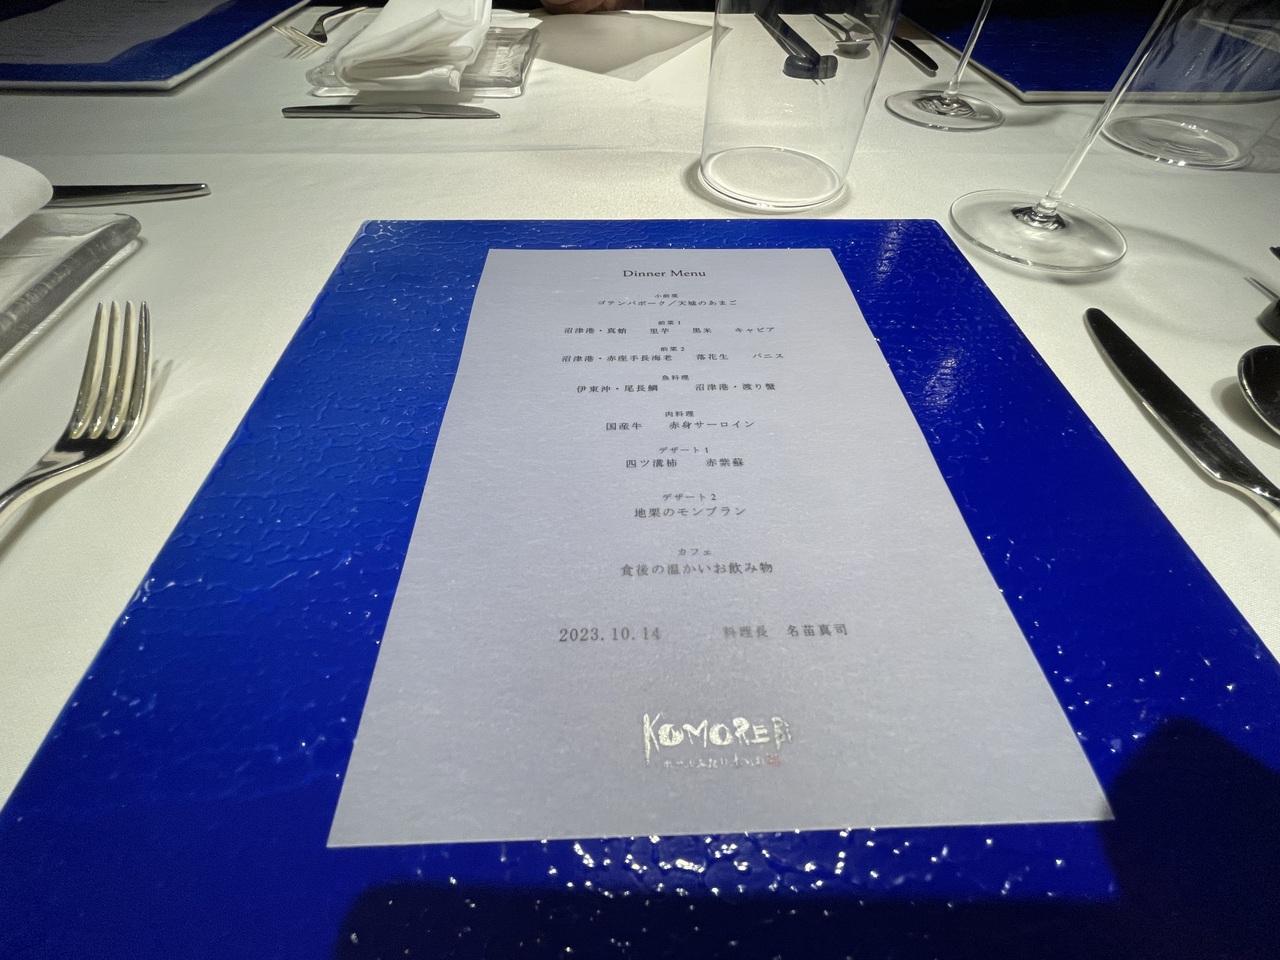 Dinner Menu
小前菜
ゴテンバポーク／天城のあまご
前菜1
沼津港・真蛸 里芋 黒米 キャビア
前菜2
沼津港・赤座手長海老 落花生 パニス
魚料理
伊東沖・尾長鯛 沼津港・渡り蟹
肉料理
国産牛 赤身サーロイン
デザート1
四ツ溝柿 赤紫蘇
デザート2
地栗のモンブラン
カフェ
食後の温かいお飲み物
2023.10.14 料理長 名苗真司
KOMOREBI